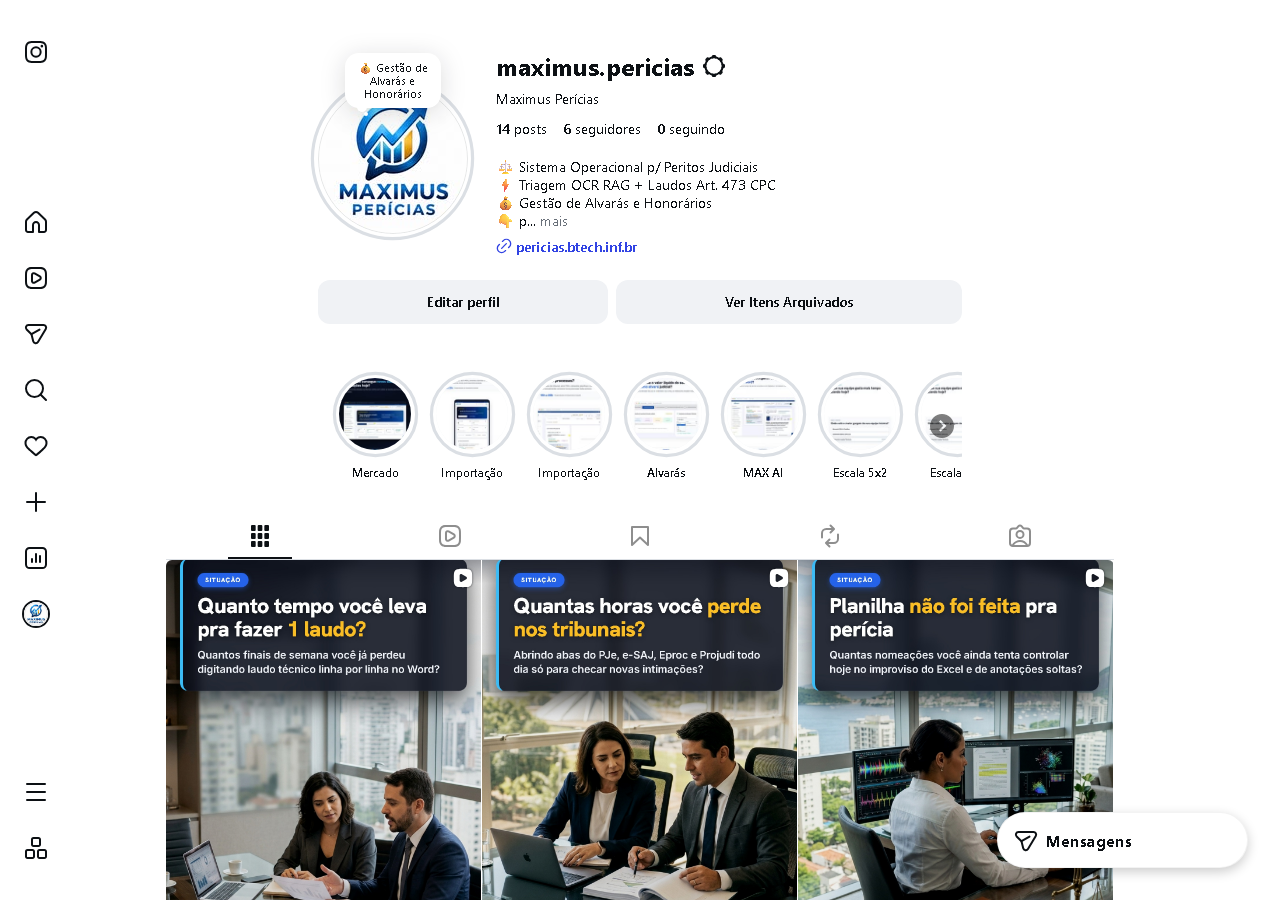 💰 Gestão de
Alvarás e
Honorários
MAXIMUS
PERÍCIAS
maximus.pericias
Maximus Perícias
14 posts 6 seguidores 0 seguindo
⚖️ Sistema Operacional p/ Peritos Judiciais
⚡ Triagem OCR RAG + Laudos Art. 473 CPC
💰 Gestão de Alvarás e Honorários
👇 p... mais
pericias.btech.inf.br
Editar perfil
Ver Itens Arquivados
Mercado
Importação
Importação
Alvarás
MAX AI
Escala 5x2
Escala
SITUAÇÃO
Quanto tempo você leva
pra fazer 1 laudo?
Quantos finais de semana você já perdeu
digitando laudo técnico linha por linha no Word?
SITUAÇÃO
Quantas horas você perde
nos tribunais?
Abrindo abas do PJe, e-SAJ, Eproc e Projudi todo
dia só para checar novas intimações?
SITUAÇÃO
Planilha não foi feita pra
perícia
Quantas nomeações você ainda tenta controlar
hoje no improviso do Excel e de anotações soltas?
Mensagens